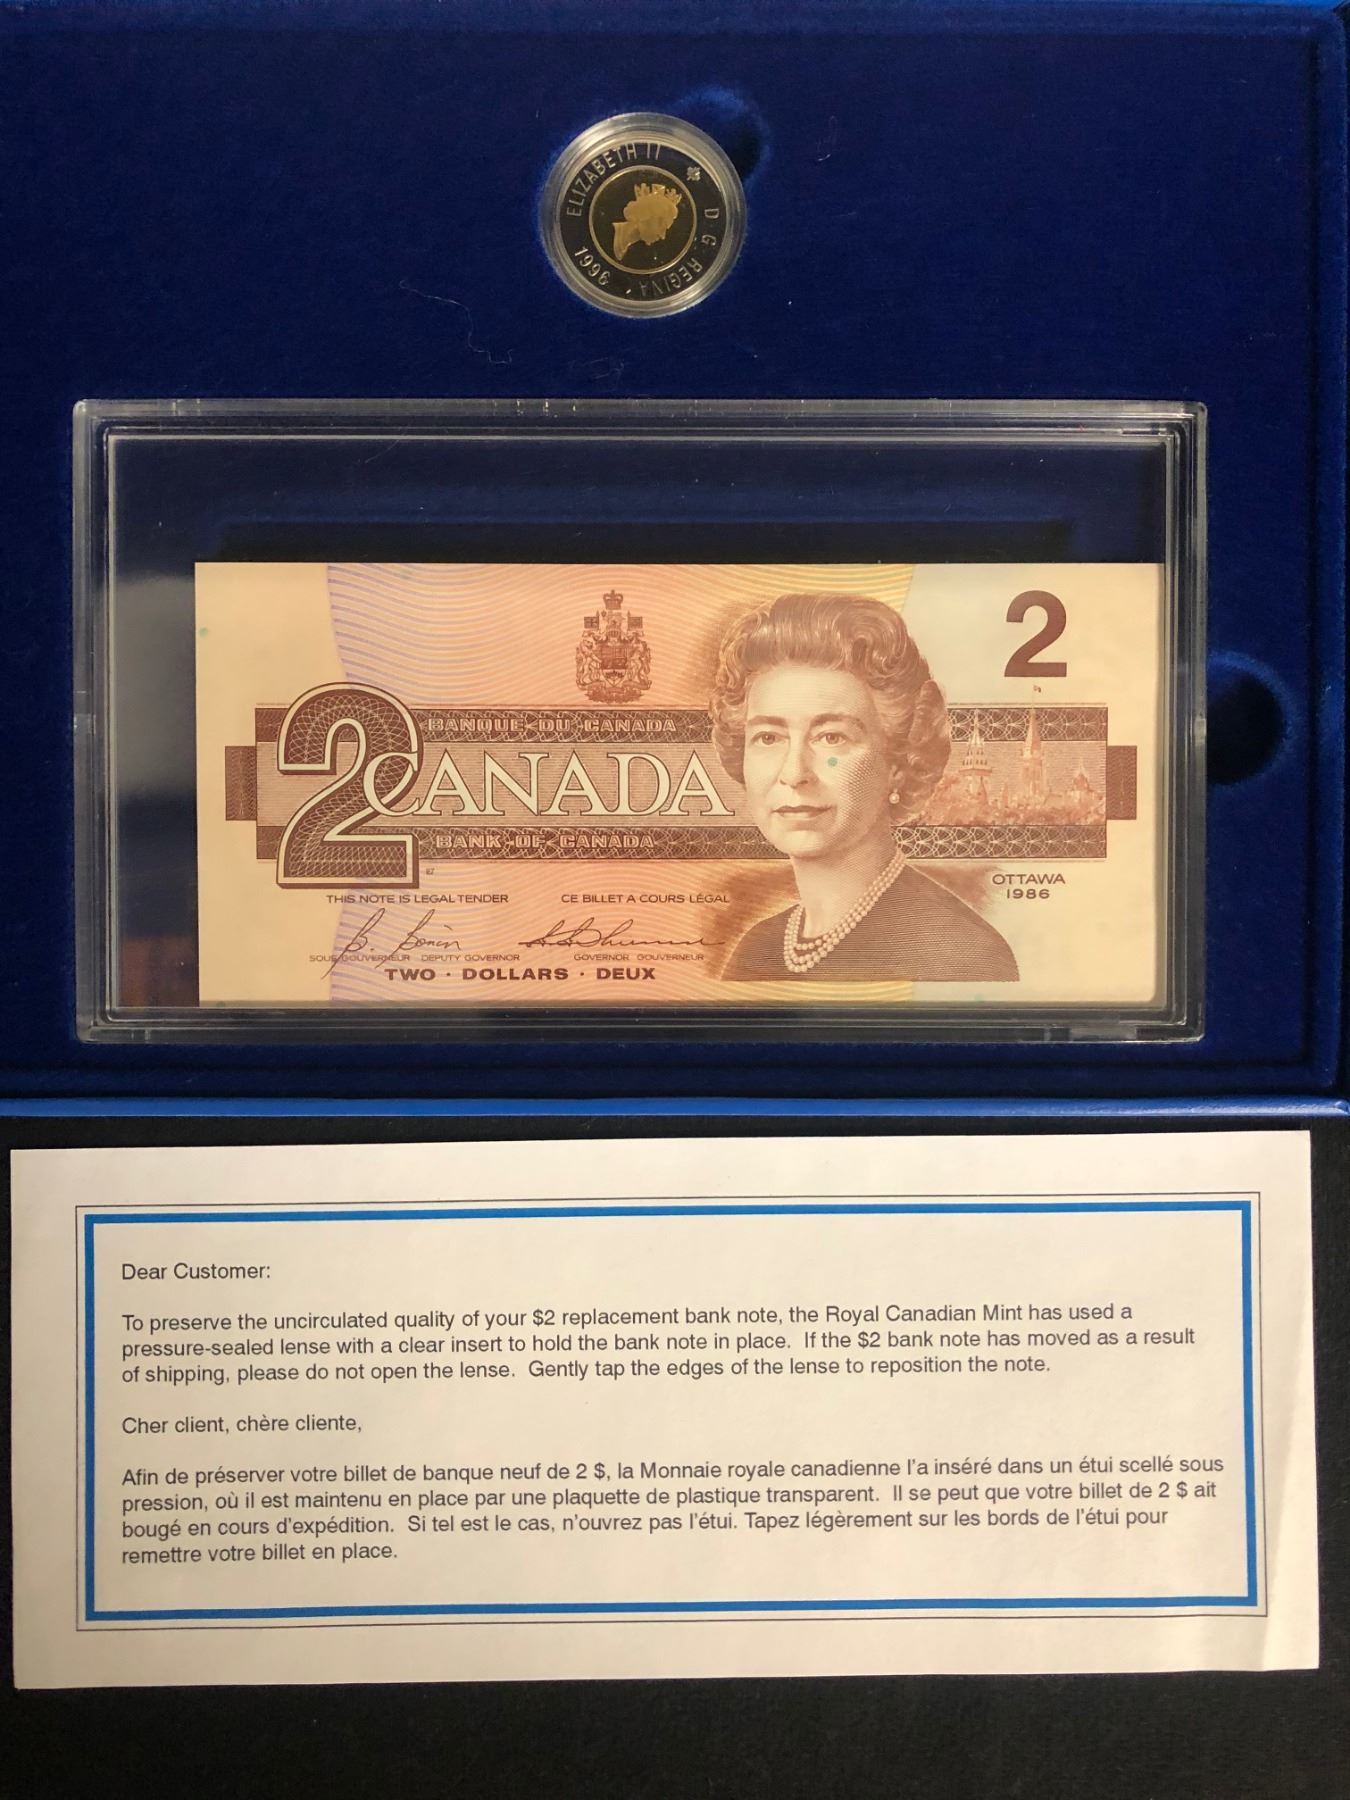 ELIZABETH II D. G. REGINA 1996
2
BANQUE DU CANADA
2 CANADA
BANK OF CANADA
OTTAWA
1986
THIS NOTE IS LEGAL TENDER CE BILLET A COURS LÉGAL
SOUS GOUVERNEUR DEPUTY GOVERNOR GOVERNOR GOUVERNEUR
TWO · DOLLARS · DEUX
Dear Customer:
To preserve the uncirculated quality of your $2 replacement bank note, the Royal Canadian Mint has used a
pressure-sealed lense with a clear insert to hold the bank note in place. If the $2 bank note has moved as a result
of shipping, please do not open the lense. Gently tap the edges of the lense to reposition the note.
Cher client, chère cliente,
Afin de préserver votre billet de banque neuf de 2 $, la Monnaie royale canadienne l'a inséré dans un étui scellé sous
pression, où il est maintenu en place par une plaquette de plastique transparent. Il se peut que votre billet de 2 $ ait
bougé en cours d'expédition. Si tel est le cas, n'ouvrez pas l'étui. Tapez légèrement sur les bords de l'étui pour
remettre votre billet en place.